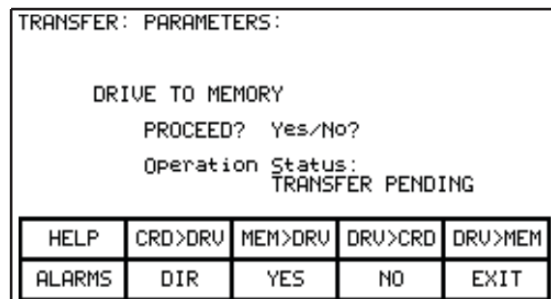 TRANSFER: PARAMETERS:
DRIVE TO MEMORY
PROCEED? Yes/No?
Operation Status:
TRANSFER PENDING
HELP CRD>DRV MEM>DRV DRV>CRD DRV>MEM
ALARMS DIR YES NO EXIT